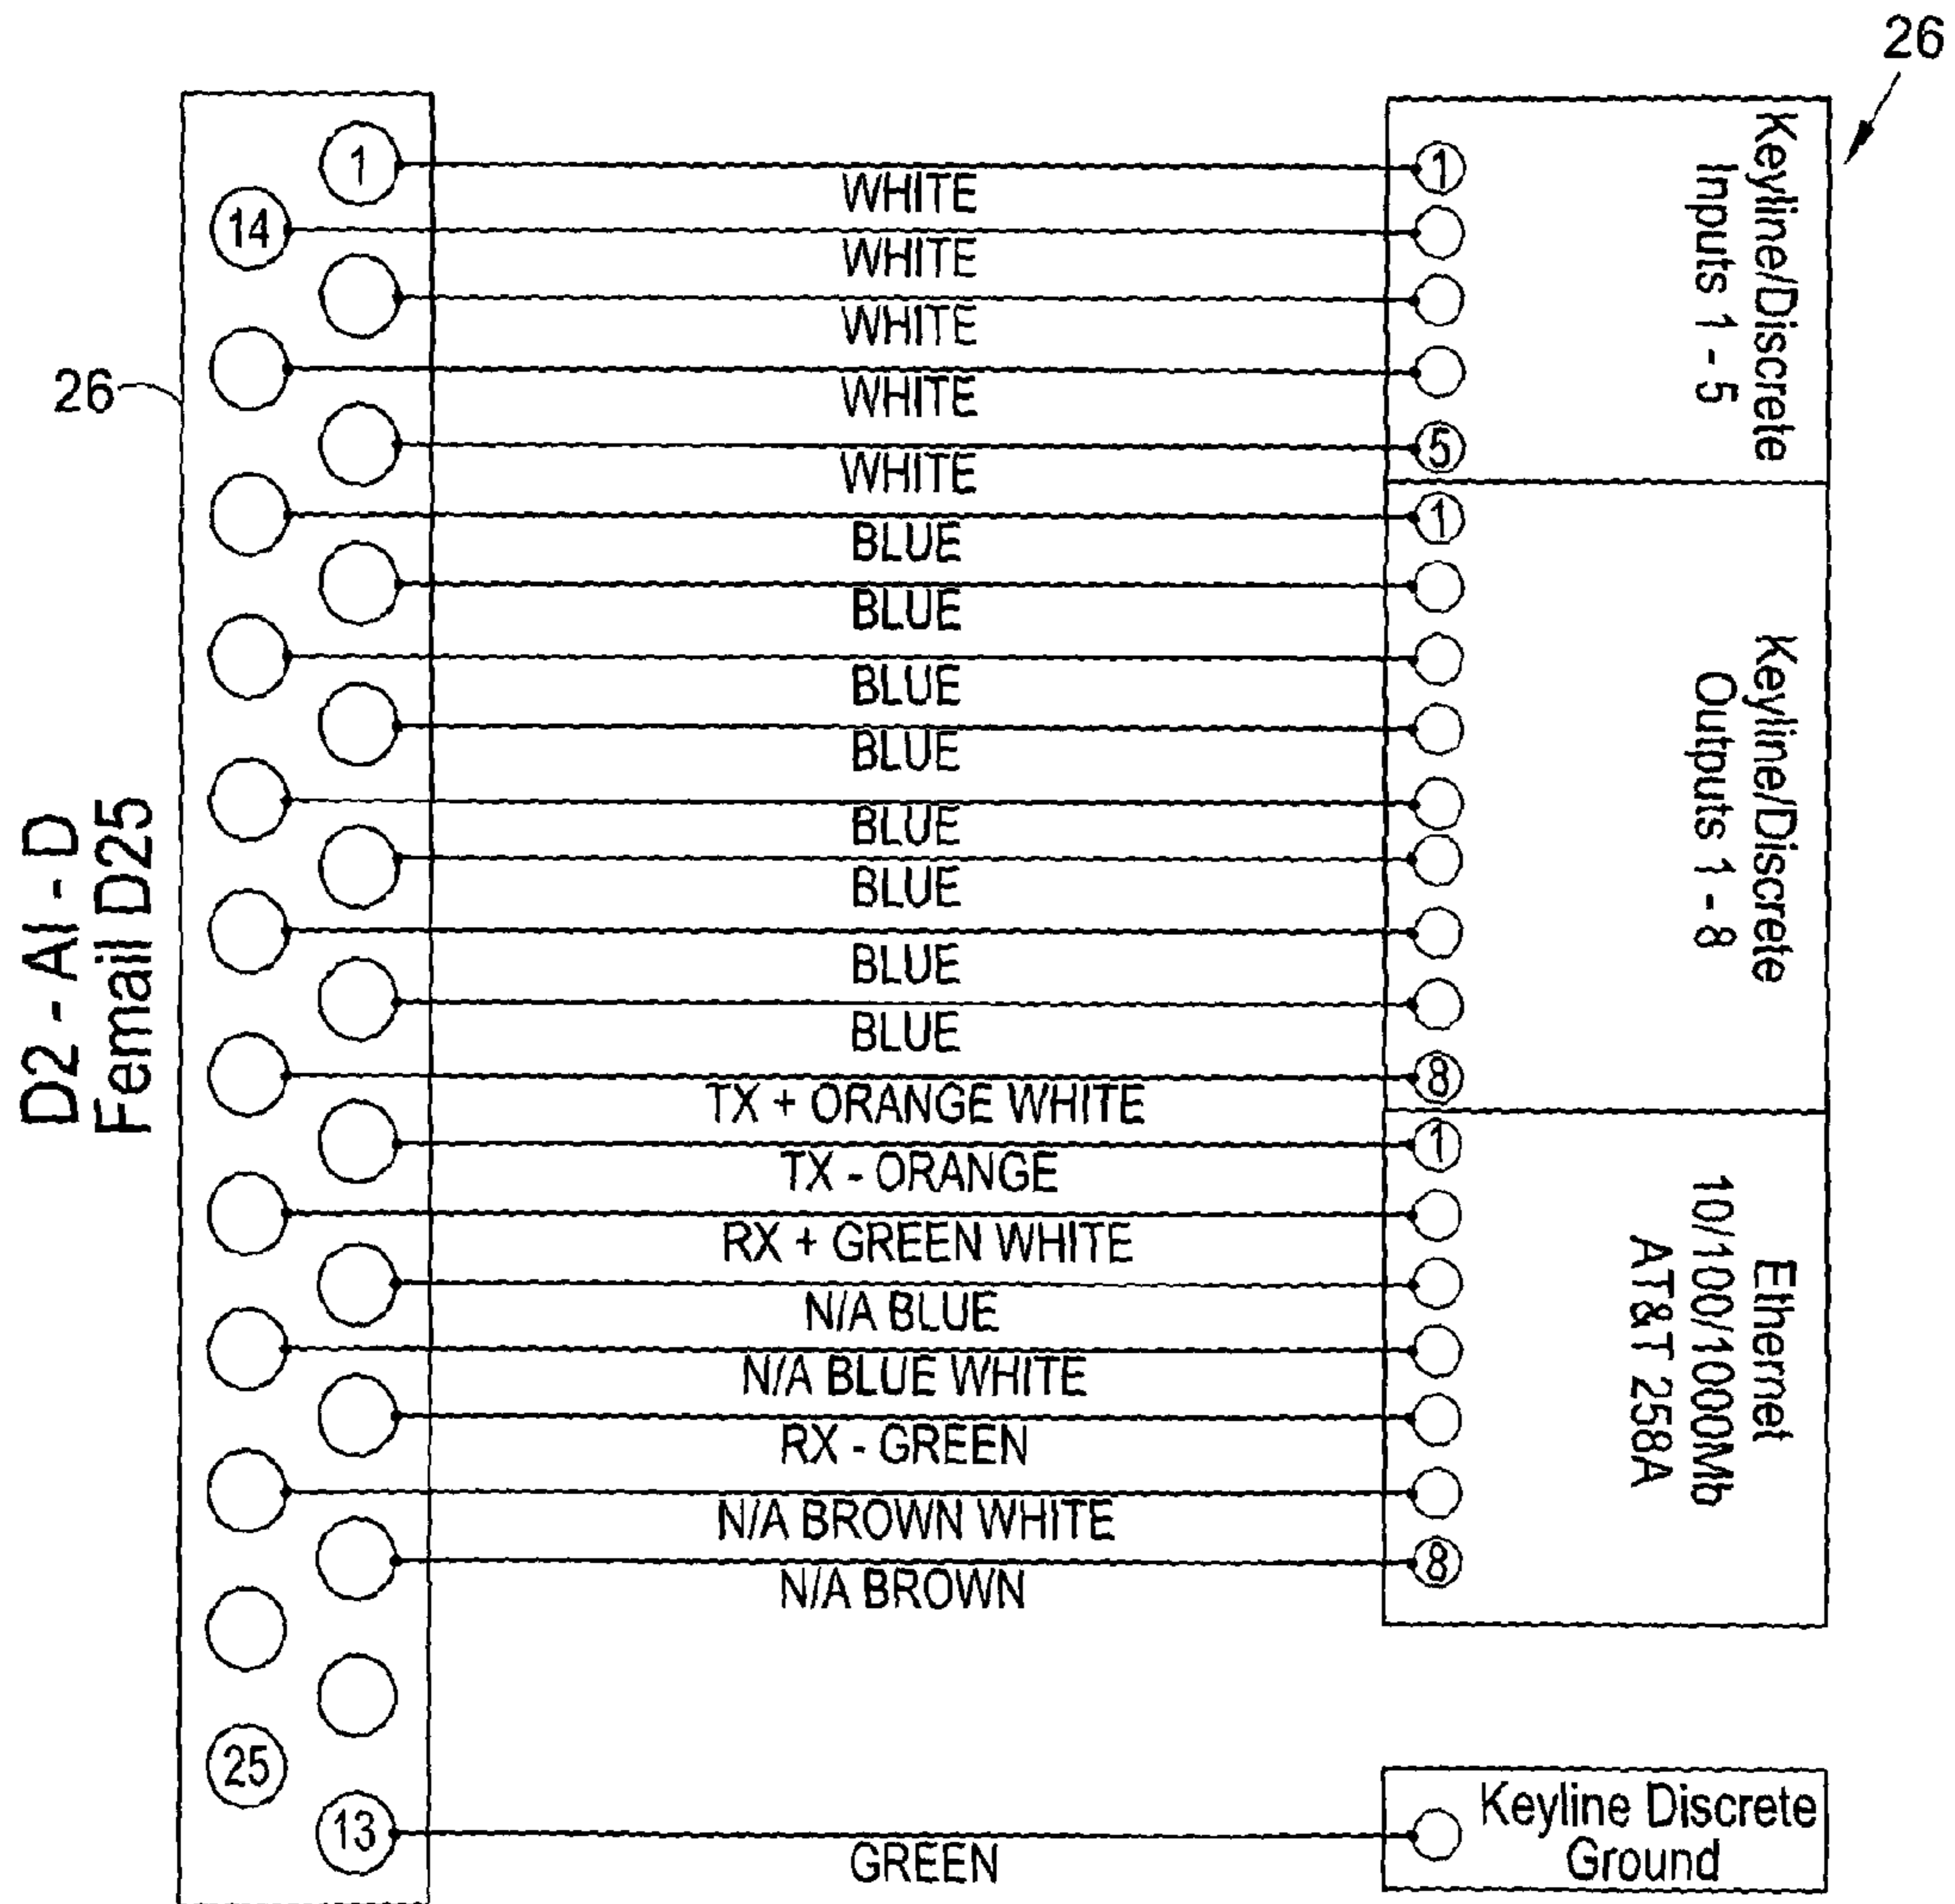 26
26
D2 - AI - D
Femail D25
1
14
25
13
WHITE
WHITE
WHITE
WHITE
WHITE
BLUE
BLUE
BLUE
BLUE
BLUE
BLUE
BLUE
BLUE
TX + ORANGE WHITE
TX - ORANGE
RX + GREEN WHITE
N/A BLUE
N/A BLUE WHITE
RX - GREEN
N/A BROWN WHITE
N/A BROWN
GREEN
1
5
Keyline/Discrete
Inputs 1 - 5
1
8
Keyline/Discrete
Outputs 1 - 8
1
8
Ethernet
10/100/1000Mb
AT&T 258A
Keyline Discrete
Ground